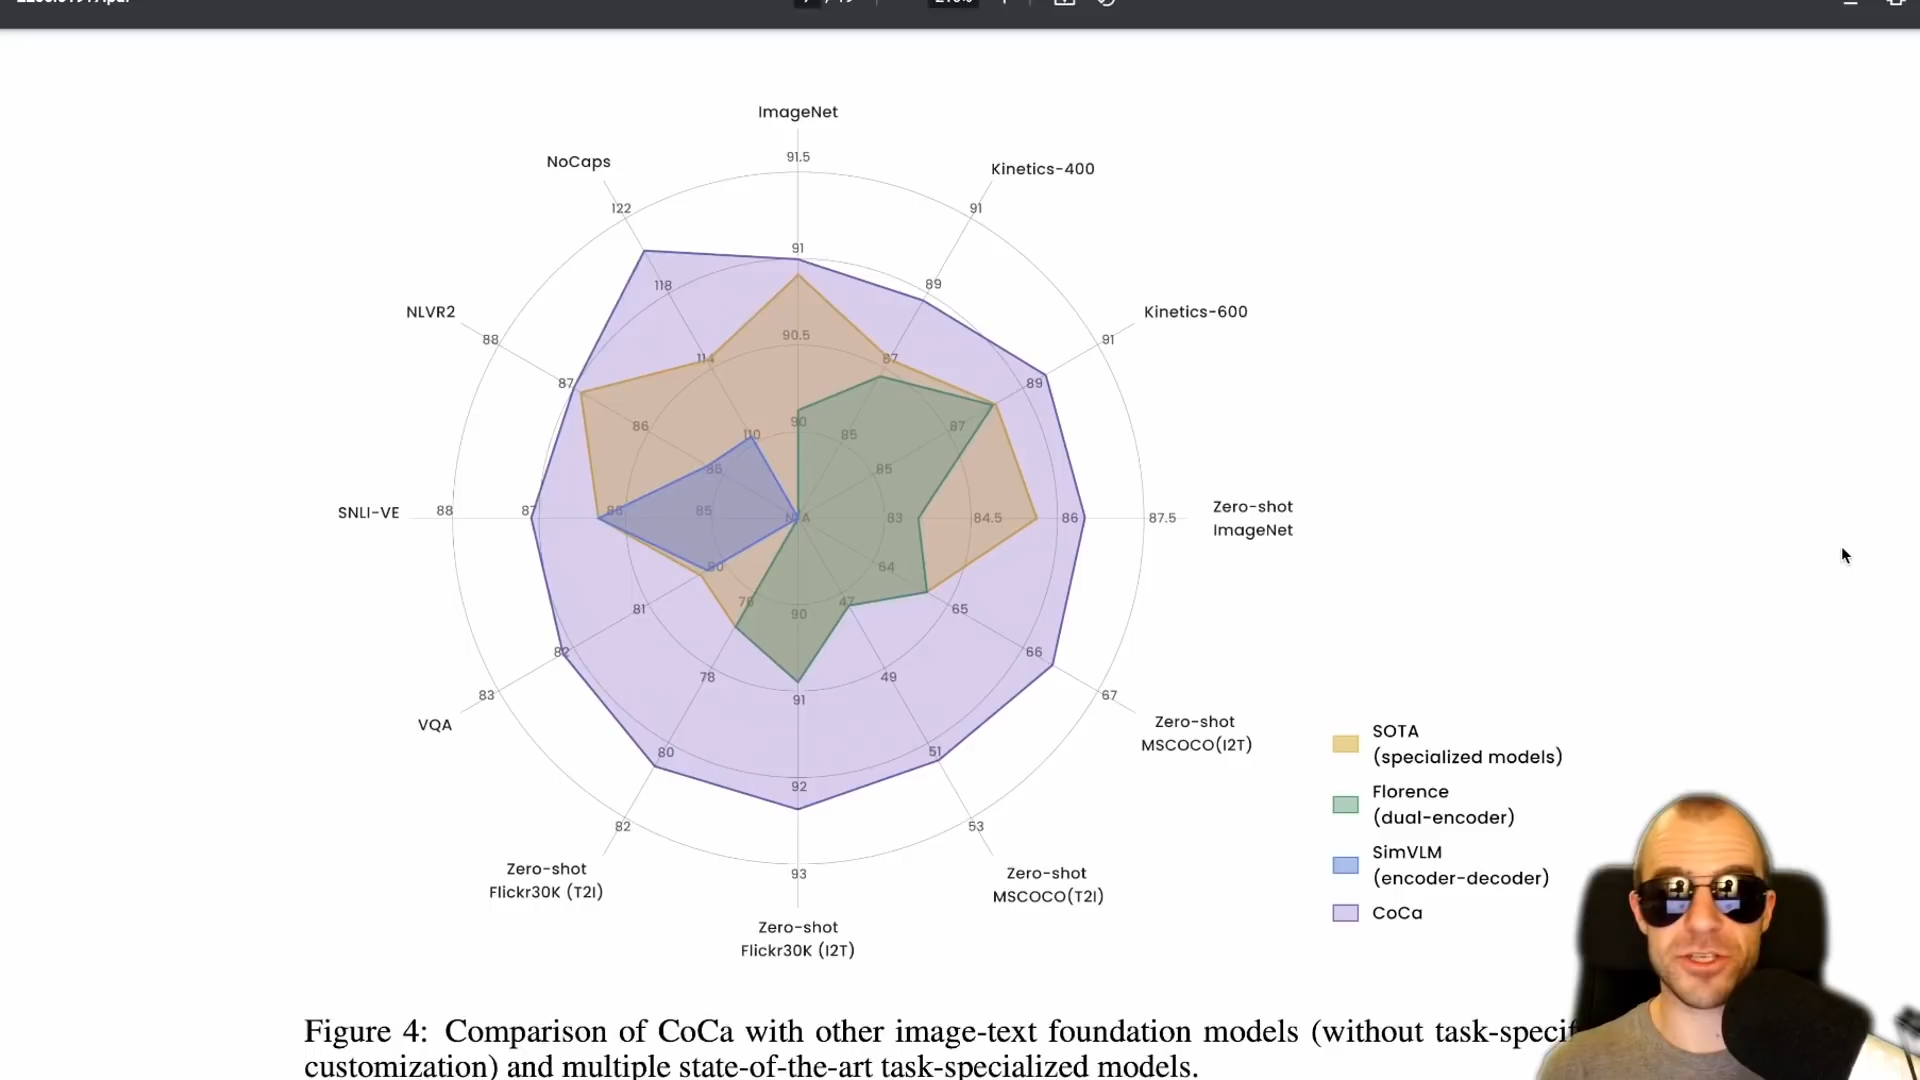 ImageNet
91.5
NoCaps
Kinetics-400
122
91
91
118
89
NLVR2
Kinetics-600
88
90.5
91
114
87
87
89
86
90
87
110
85
85
85
SNLI-VE
88
87
86
85
N/A
83
84.5
86
87.5
Zero-shot
ImageNet
80
64
76
90
47
81
65
82
66
78
91
49
83
67
VQA
Zero-shot
MSCOCO(I2T)
80
92
51
82
93
53
Zero-shot
Flickr30K (T2I)
Zero-shot
MSCOCO(T2I)
Zero-shot
Flickr30K (I2T)
SOTA
(specialized models)
Florence
(dual-encoder)
SimVLM
(encoder-decoder)
CoCa
Figure 4: Comparison of CoCa with other image-text foundation models (without task-specif
customization) and multiple state-of-the-art task-specialized models.